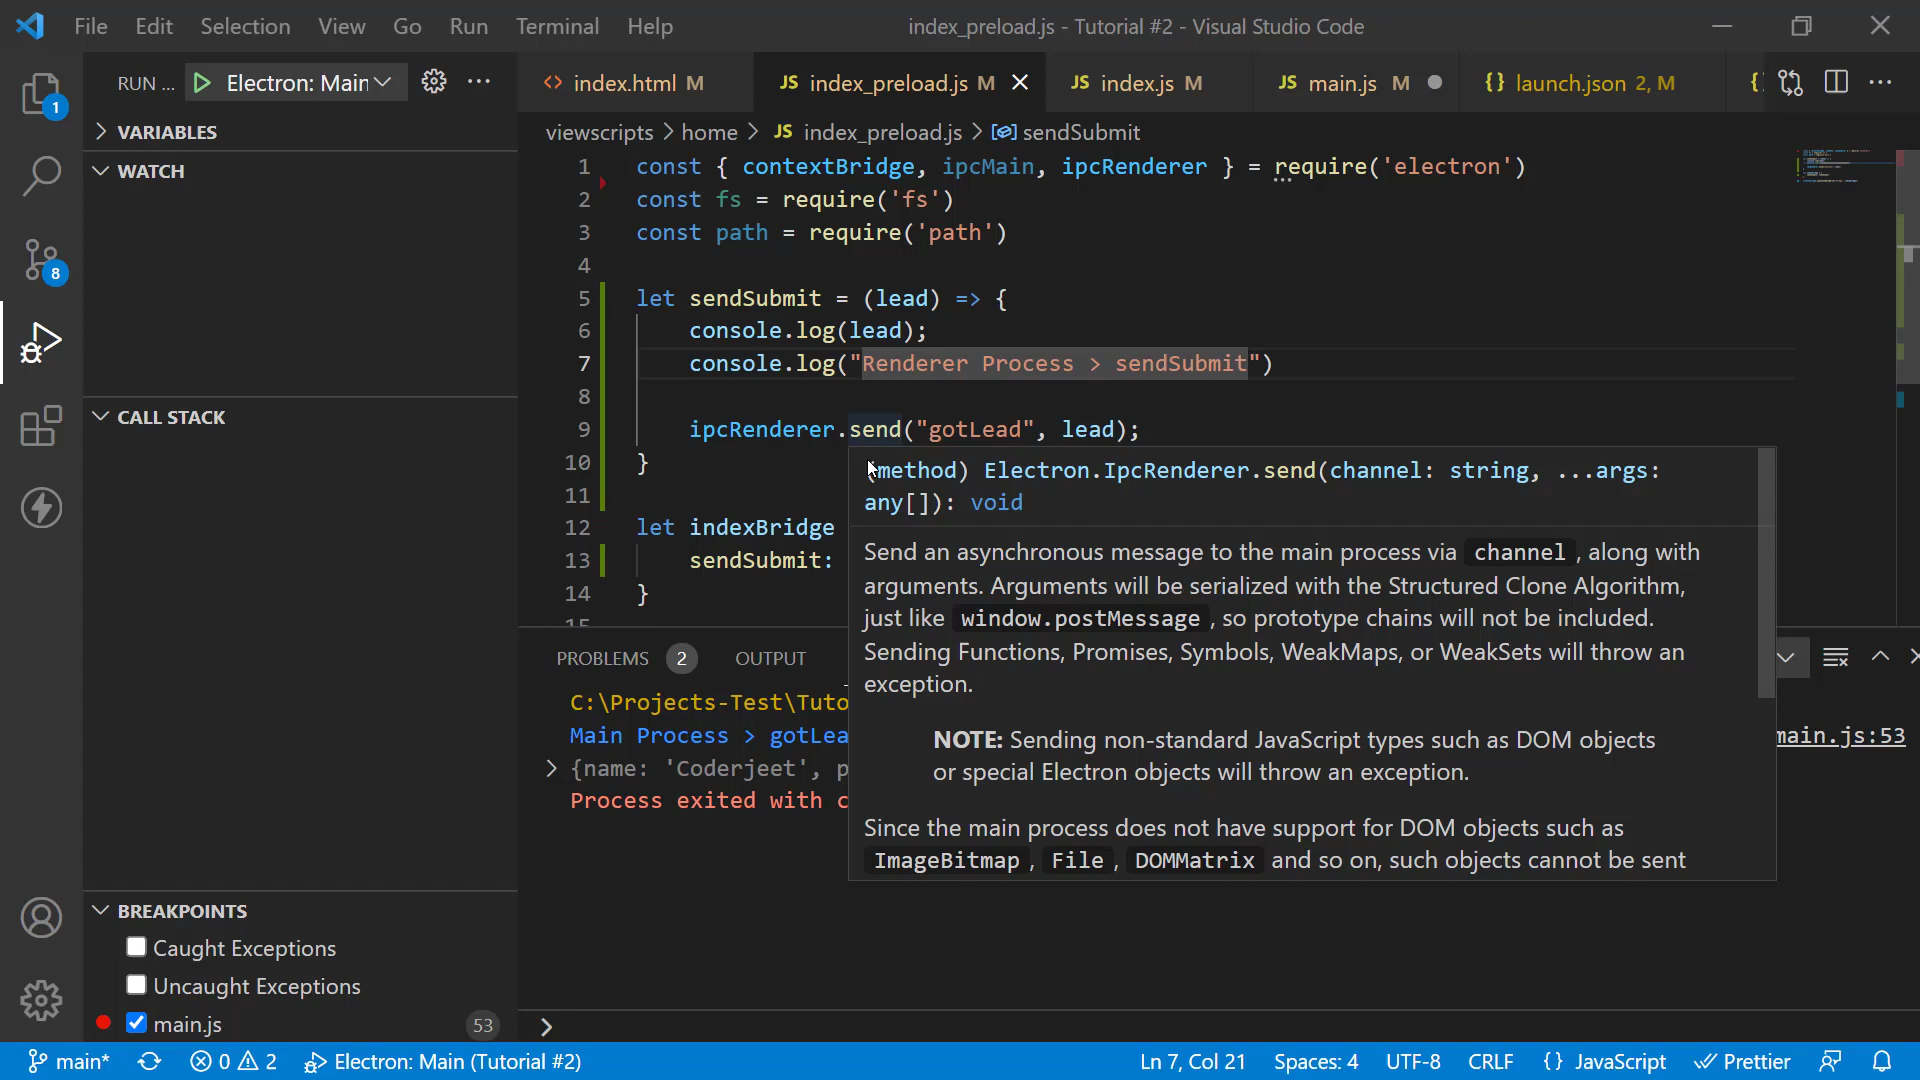 File Edit Selection View Go Run Terminal Help index_preload.js - Tutorial #2 - Visual Studio Code
RUN ... Electron: Main
index.html M
JS index_preload.js M
JS index.js M
JS main.js M
{} launch.json 2, M
1
8
VARIABLES
WATCH
CALL STACK
BREAKPOINTS
Caught Exceptions
Uncaught Exceptions
main.js 53
viewscripts > home > JS index_preload.js > sendSubmit
1 const { contextBridge, ipcMain, ipcRenderer } = require('electron')
2 const fs = require('fs')
3 const path = require('path')
4
5 let sendSubmit = (lead) => {
6 console.log(lead);
7 console.log("Renderer Process > sendSubmit")
8
9 ipcRenderer.send("gotLead", lead);
10 }
11
12 let indexBridge
13 sendSubmit:
14 }
15
(method) Electron.IpcRenderer.send(channel: string, ...args:
any[]): void
Send an asynchronous message to the main process via channel, along with
arguments. Arguments will be serialized with the Structured Clone Algorithm,
just like window.postMessage, so prototype chains will not be included.
Sending Functions, Promises, Symbols, WeakMaps, or WeakSets will throw an
exception.
NOTE: Sending non-standard JavaScript types such as DOM objects
or special Electron objects will throw an exception.
Since the main process does not have support for DOM objects such as
ImageBitmap, File, DOMMatrix and so on, such objects cannot be sent
PROBLEMS 2 OUTPUT
C:\Projects-Test\Tuto
Main Process > gotLea
main.js:53
{name: 'Coderjeet', p
Process exited with c
main* 0 2 Electron: Main (Tutorial #2) Ln 7, Col 21 Spaces: 4 UTF-8 CRLF {} JavaScript Prettier